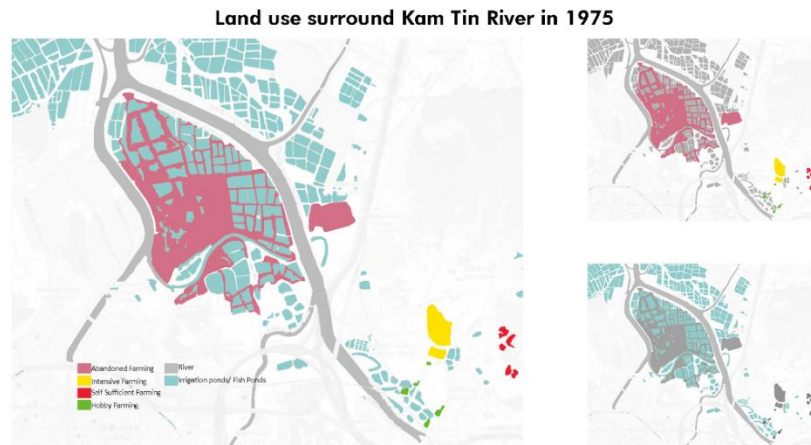 Land use surround Kam Tin River in 1975
Abandoned Farming
Intensive Farming
Self Sufficient Farming
Hobby Farming
River
Irrigation ponds/ Fish Ponds